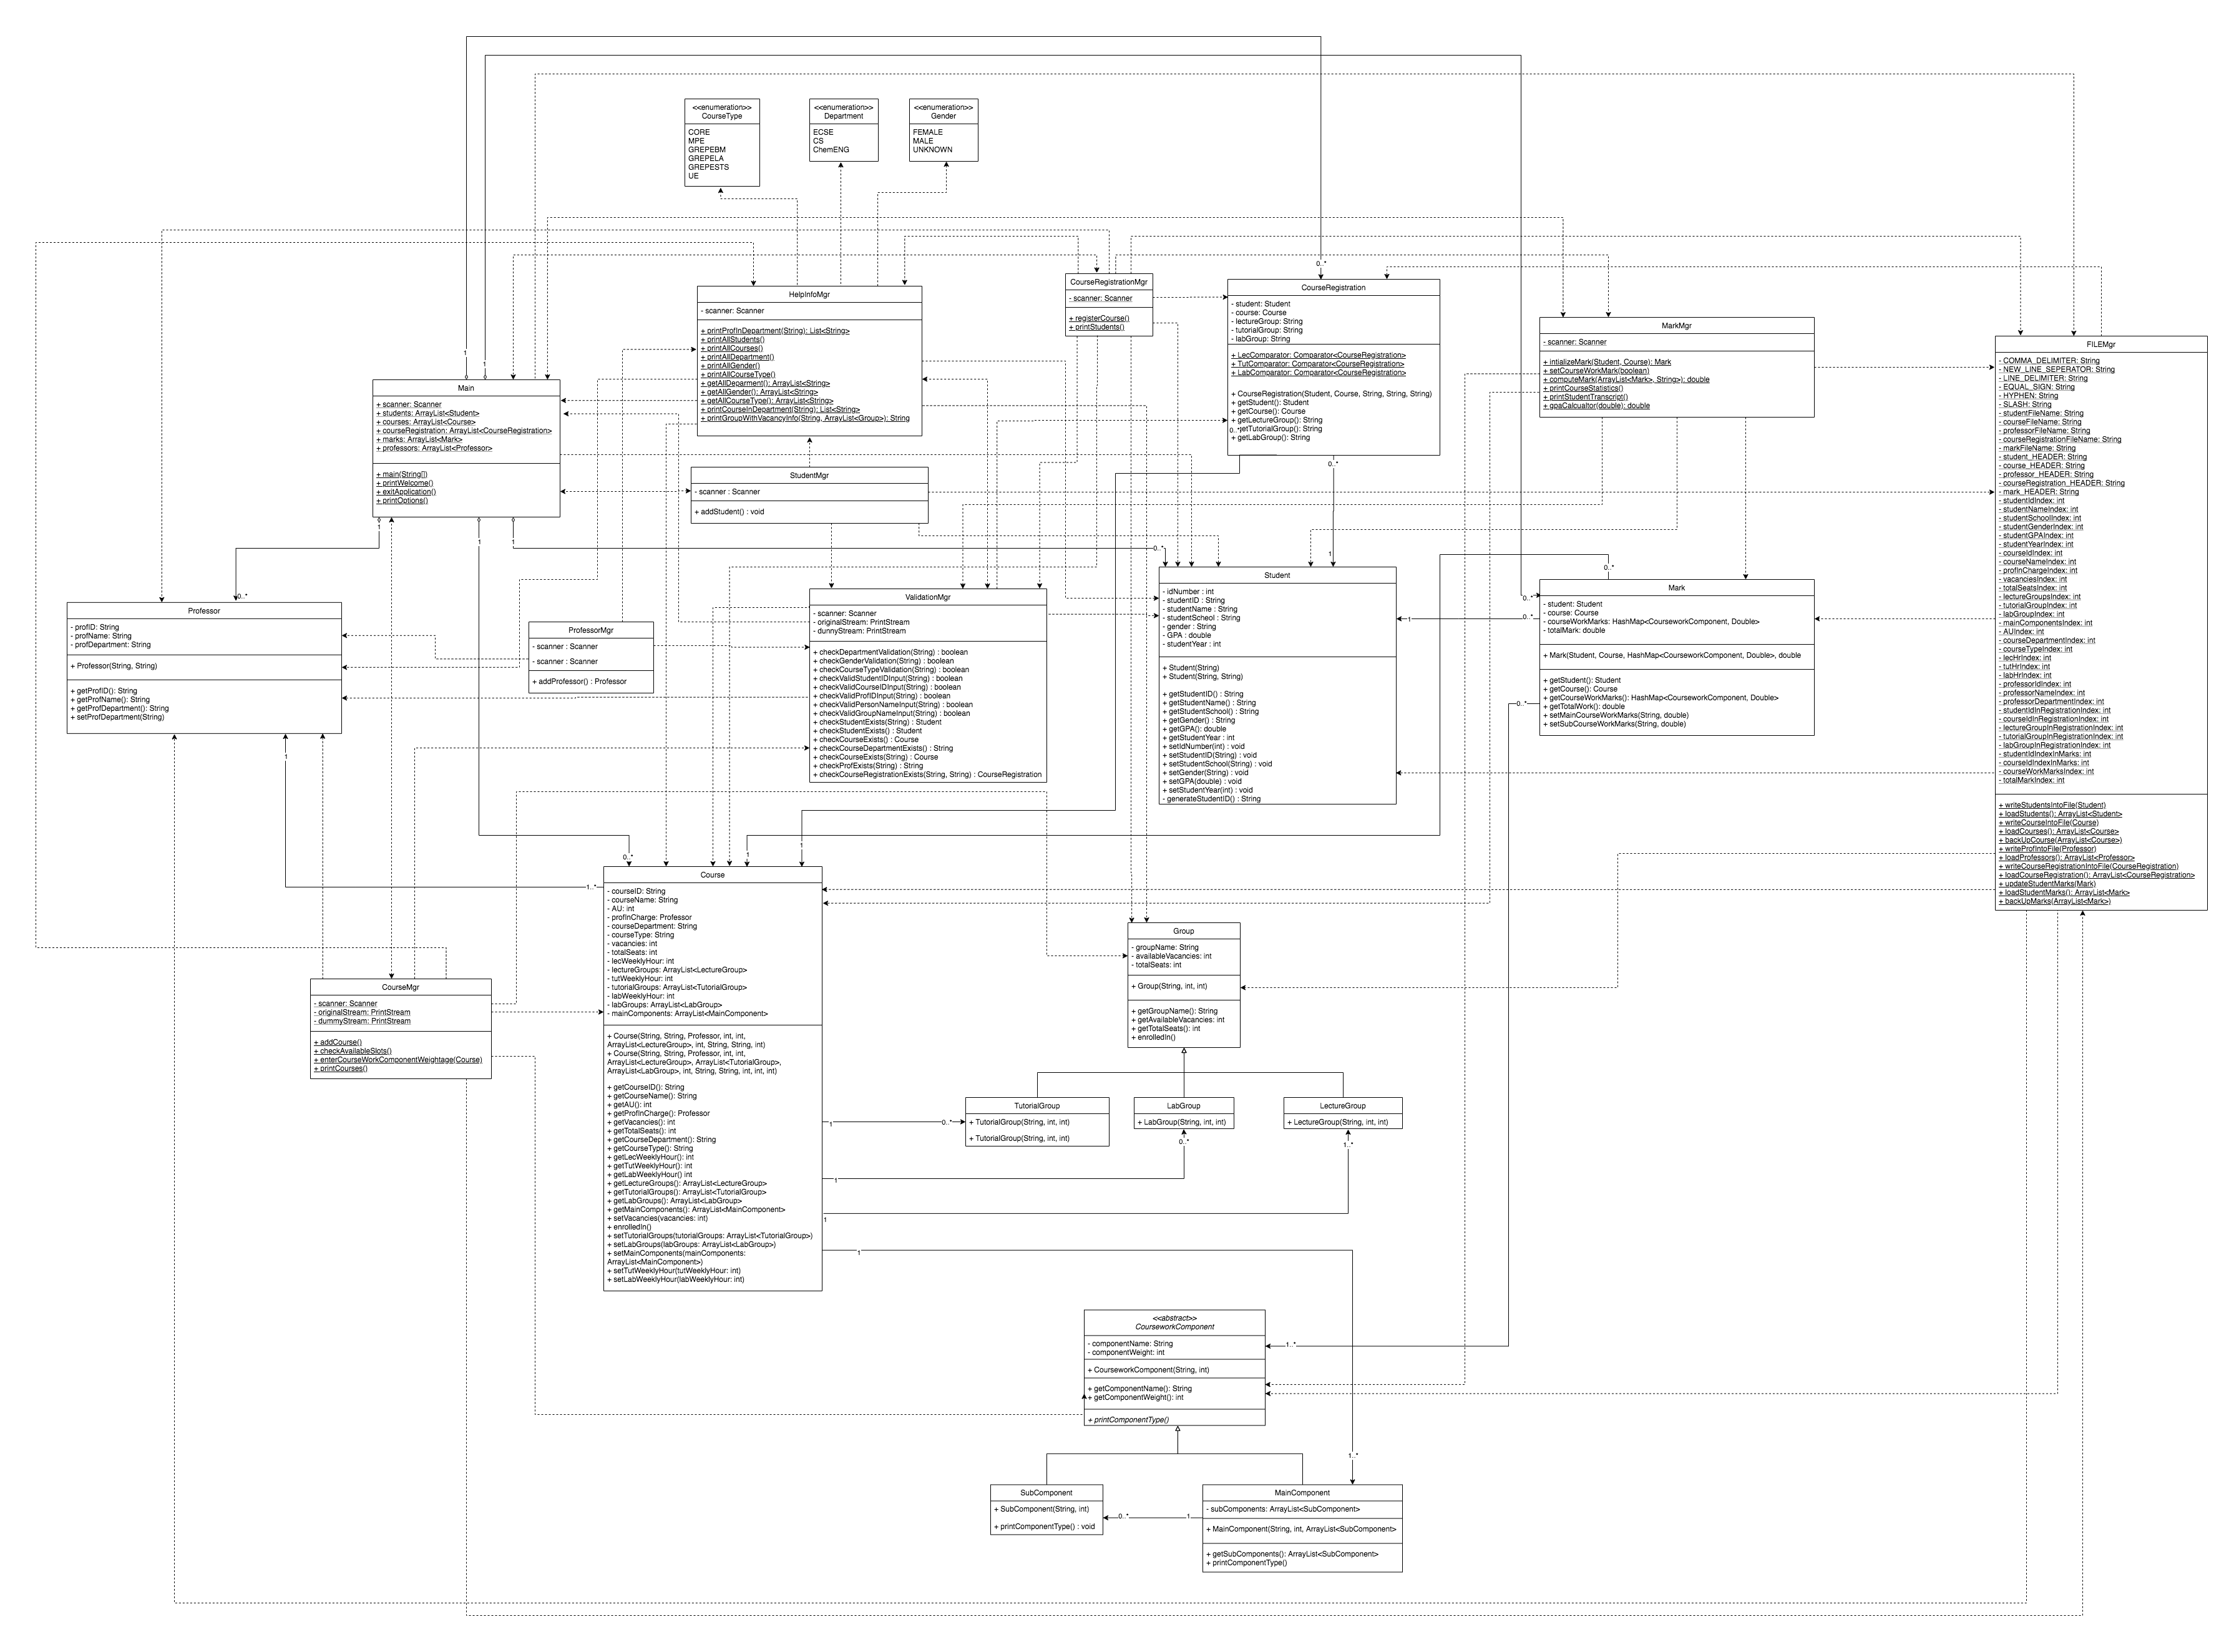 <<enumeration>>
CourseType
CORE
MPE
GREPEBM
GREPELA
GREPESTS
UE
<<enumeration>>
Department
ECSE
CS
ChemENG
<<enumeration>>
Gender
FEMALE
MALE
UNKNOWN
HelpInfoMgr
- scanner: Scanner
+ printProfInDepartment(String): List<String>
+ printAllStudents()
+ printAllCourses()
+ printAllDepartment()
+ printAllGender()
+ printAllCourseType()
+ getAllDeparment(): ArrayList<String>
+ getAllGender(): ArrayList<String>
+ getAllCourseType(): ArrayList<String>
+ printCourseInDepartment(String): List<String>
+ printGroupWithVacancyInfo(String, ArrayList<Group>): String
CourseRegistrationMgr
- scanner: Scanner
+ registerCourse()
+ printStudents()
0..*
CourseRegistration
- student: Student
- course: Course
- lectureGroup: String
- tutorialGroup: String
- labGroup: String
+ LecComparator: Comparator<CourseRegistration>
+ TutComparator: Comparator<CourseRegistration>
+ LabComparator: Comparator<CourseRegistration>
+ CourseRegistration(Student, Course, String, String, String)
+ getStudent(): Student
+ getCourse(): Course
+ getLectureGroup(): String
0..*
jetTutorialGroup(): String
+ getLabGroup(): String
0..*
1
MarkMgr
- scanner: Scanner
+ intializeMark(Student, Course): Mark
+ setCourseWorkMark(boolean)
+ computeMark(ArrayList<Mark>, String>): double
+ printCourseStatistics()
+ printStudentTranscript()
+ gpaCalcualtor(double): double
FILEMgr
- COMMA_DELIMITER: String
- NEW_LINE_SEPERATOR: String
- LINE_DELIMITER: String
- EQUAL_SIGN: String
- HYPHEN: String
- SLASH: String
- studentFileName: String
- courseFileName: String
- professorFileName: String
- courseRegistrationFileName: String
- markFileName: String
- student_HEADER: String
- course_HEADER: String
- professor_HEADER: String
- courseRegistration_HEADER: String
- mark_HEADER: String
- studentIdIndex: int
- studentNameIndex: int
- studentSchoolIndex: int
- studentGenderIndex: int
- studentGPAIndex: int
- studentYearIndex: int
- courseIdIndex: int
- courseNameIndex: int
- profInChargeIndex: int
- vacanciesIndex: int
- totalSeatsIndex: int
- lectureGroupsIndex: int
- tutorialGroupIndex: int
- labGroupIndex: int
- mainComponentsIndex: int
- AUIndex: int
- courseDepartmentIndex: int
- courseTypeIndex: int
- lecHrIndex: int
- tutHrIndex: int
- labHrIndex: int
- professorIdIndex: int
- professorNameIndex: int
- professorDepartmentIndex: int
- studentIdInRegistrationIndex: int
- courseIdInRegistrationIndex: int
- lectureGroupInRegistrationIndex: int
- tutorialGroupInRegistrationIndex: int
- labGroupInRegistrationIndex: int
- studentIdIndexInMarks: int
- courseIdIndexInMarks: int
- courseWorkMarksIndex: int
- totalMarkIndex: int
+ writeStudentsIntoFile(Student)
+ loadStudents(): ArrayList<Student>
+ writeCourseIntoFile(Course)
+ loadCourses(): ArrayList<Course>
+ backUpCourse(ArrayList<Course>)
+ writeProfIntoFile(Professor)
+ loadProfessors(): ArrayList<Professor>
+ writeCourseRegistrationIntoFile(CourseRegistration)
+ loadCourseRegistration(): ArrayList<CourseRegistration>
+ updateStudentMarks(Mark)
+ loadStudentMarks(): ArrayList<Mark>
+ backUpMarks(ArrayList<Mark>)
1
1
Main
+ scanner: Scanner
+ students: ArrayList<Student>
+ courses: ArrayList<Course>
+ courseRegistration: ArrayList<CourseRegistration>
+ marks: ArrayList<Mark>
+ professors: ArrayList<Professor>
+ main(String[])
+ printWelcome()
+ exitApplication()
+ printOptions()
1
1
1
0..*
0..*
0..*
StudentMgr
- scanner : Scanner
+ addStudent() : void
Professor
- profID: String
- profName: String
- profDepartment: String
+ Professor(String, String)
+ getProfID(): String
+ getProfName(): String
+ getProfDepartment(): String
+ setProfDepartment(String)
1
1..*
ProfessorMgr
- scanner : Scanner
- scanner : Scanner
+ addProfessor() : Professor
ValidationMgr
- scanner: Scanner
- originalStream: PrintStream
- dunnyStream: PrintStream
+ checkDepartmentValidation(String) : boolean
+ checkGenderValidation(String) : boolean
+ checkCourseTypeValidation(String) : boolean
+ checkValidStudentIDInput(String) : boolean
+ checkValidCourseIDInput(String) : boolean
+ checkValidProfIDInput(String) : boolean
+ checkValidPersonNameInput(String) : boolean
+ checkValidGroupNameInput(String) : boolean
+ checkStudentExists(String) : Student
+ checkStudentExists() : Student
+ checkCourseExists() : Course
+ checkCourseDepartmentExists() : String
+ checkCourseExists(String) : Course
+ checkProfExists(String) : String
+ checkCourseRegistrationExists(String, String) : CourseRegistration
Student
- idNumber : int
- studentID : String
- studentName : String
- studentScheol : String
- gender : String
- GPA : double
- studentYear : int
+ Student(String)
+ Student(String, String)
+ getStudentID() : String
+ getStudentName() : String
+ getStudentSchool() : String
+ getGender() : String
+ getGPA(): double
+ getStudentYear : int
+ setIdNumber(int) : void
+ setStudentID(String) : void
+ setStudentSchool(String) : void
+ setGender(String) : void
+ setGPA(double) : void
+ setStudentYear(int) : void
- generateStudentID() : String
0..*
0..*
1
0..*
0..*
Mark
- student: Student
- course: Course
- courseWorkMarks: HashMap<CourseworkComponent, Double>
- totalMark: double
+ Mark(Student, Course, HashMap<CourseworkComponent, Double>, double
+ getStudent(): Student
+ getCourse(): Course
+ getCourseWorkMarks(): HashMap<CourseworkComponent, Double>
+ getTotalWork(): double
+ setMainCourseWorkMarks(String, double)
+ setSubCourseWorkMarks(String, double)
1
1
Course
- courseID: String
- courseName: String
- AU: int
- profInCharge: Professor
- courseDepartment: String
- courseType: String
- vacancies: int
- totalSeats: int
- lecWeeklyHour: int
- lectureGroups: ArrayList<LectureGroup>
- tutWeeklyHour: int
- tutorialGroups: ArrayList<TutorialGroup>
- labWeeklyHour: int
- labGroups: ArrayList<LabGroup>
- mainComponents: ArrayList<MainComponent>
+ Course(String, String, Professor, int, int,
ArrayList<LectureGroup>, int, String, String, int)
+ Course(String, String, Professor, int, int,
ArrayList<LectureGroup>, ArrayList<TutorialGroup>,
ArrayList<LabGroup>, int, String, String, int, int, int)
+ getCourseID(): String
+ getCourseName(): String
+ getAU(): int
+ getProfInCharge(): Professor
+ getVacancies(): int
+ getTotalSeats(): int
+ getCourseDepartment(): String
+ getCourseType(): String
+ getLecWeeklyHour(): int
+ getTutWeeklyHour(): int
+ getLabWeeklyHour() int
+ getLectureGroups(): ArrayList<LectureGroup>
+ getTutorialGroups(): ArrayList<TutorialGroup>
+ getLabGroups(): ArrayList<LabGroup>
+ getMainComponents(): ArrayList<MainComponent>
+ setVacancies(vacancies: int)
+ enrolledIn()
+ setTutorialGroups(tutorialGroups: ArrayList<TutorialGroup>)
+ setLabGroups(labGroups: ArrayList<LabGroup>)
+ setMainComponents(mainComponents:
ArrayList<MainComponent>)
+ setTutWeeklyHour(tutWeeklyHour: int)
+ setLabWeeklyHour(labWeeklyHour: int)
CourseMgr
- scanner: Scanner
- originalStream: PrintStream
- dummyStream: PrintStream
+ addCourse()
+ checkAvailableSlots()
+ enterCourseWorkComponentWeightage(Course)
+ printCourses()
Group
- groupName: String
- availableVacancies: int
- totalSeats: int
+ Group(String, int, int)
+ getGroupName(): String
+ getAvailableVacancies: int
+ getTotalSeats(): int
+ enrolledIn()
TutorialGroup
+ TutorialGroup(String, int, int)
+ TutorialGroup(String, int, int)
LabGroup
+ LabGroup(String, int, int)
LectureGroup
+ LectureGroup(String, int, int)
1
0..*
1
0..*
1
1..*
1
1..*
<<abstract>>
CourseworkComponent
- componentName: String
- componentWeight: int
+ CourseworkComponent(String, int)
+ getComponentName(): String
+ getComponentWeight(): int
+ printComponentType()
1..*
SubComponent
+ SubComponent(String, int)
+ printComponentType() : void
0..*
1
MainComponent
- subComponents: ArrayList<SubComponent>
+ MainComponent(String, int, ArrayList<SubComponent>
+ getSubComponents(): ArrayList<SubComponent>
+ printComponentType()